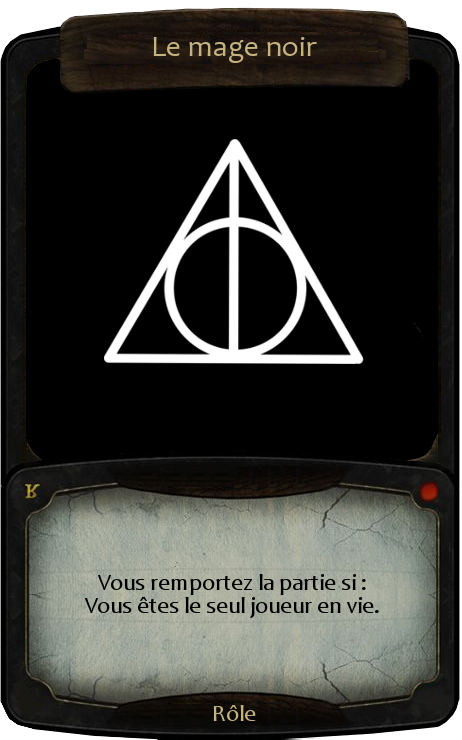 Le mage noir
Vous remportez la partie si :
Vous êtes le seul joueur en vie.
Rôle